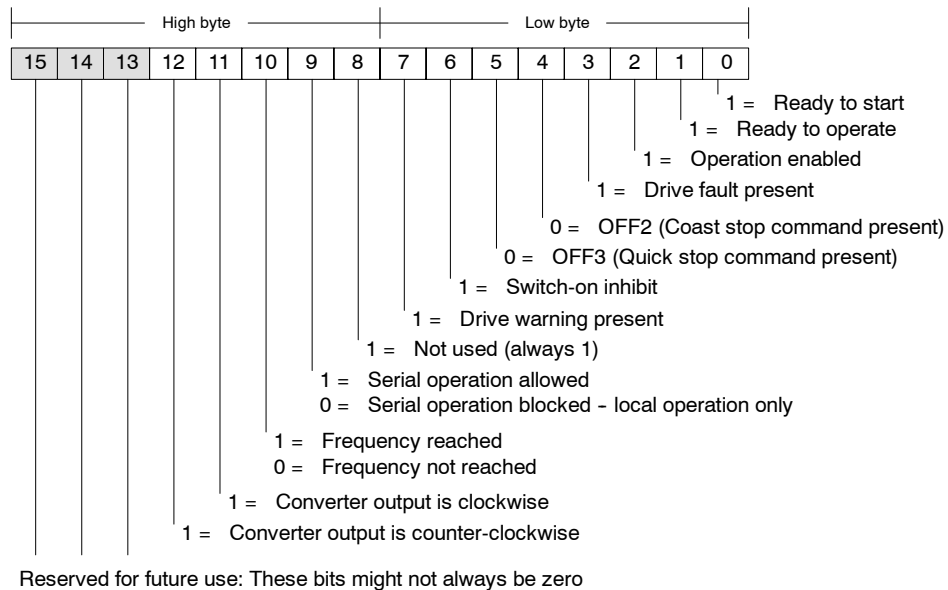 High byte Low byte
15 14 13 12 11 10 9 8 7 6 5 4 3 2 1 0
1 = Ready to start
1 = Ready to operate
1 = Operation enabled
1 = Drive fault present
0 = OFF2 (Coast stop command present)
0 = OFF3 (Quick stop command present)
1 = Switch-on inhibit
1 = Drive warning present
1 = Not used (always 1)
1 = Serial operation allowed
0 = Serial operation blocked - local operation only
1 = Frequency reached
0 = Frequency not reached
1 = Converter output is clockwise
1 = Converter output is counter-clockwise
Reserved for future use: These bits might not always be zero